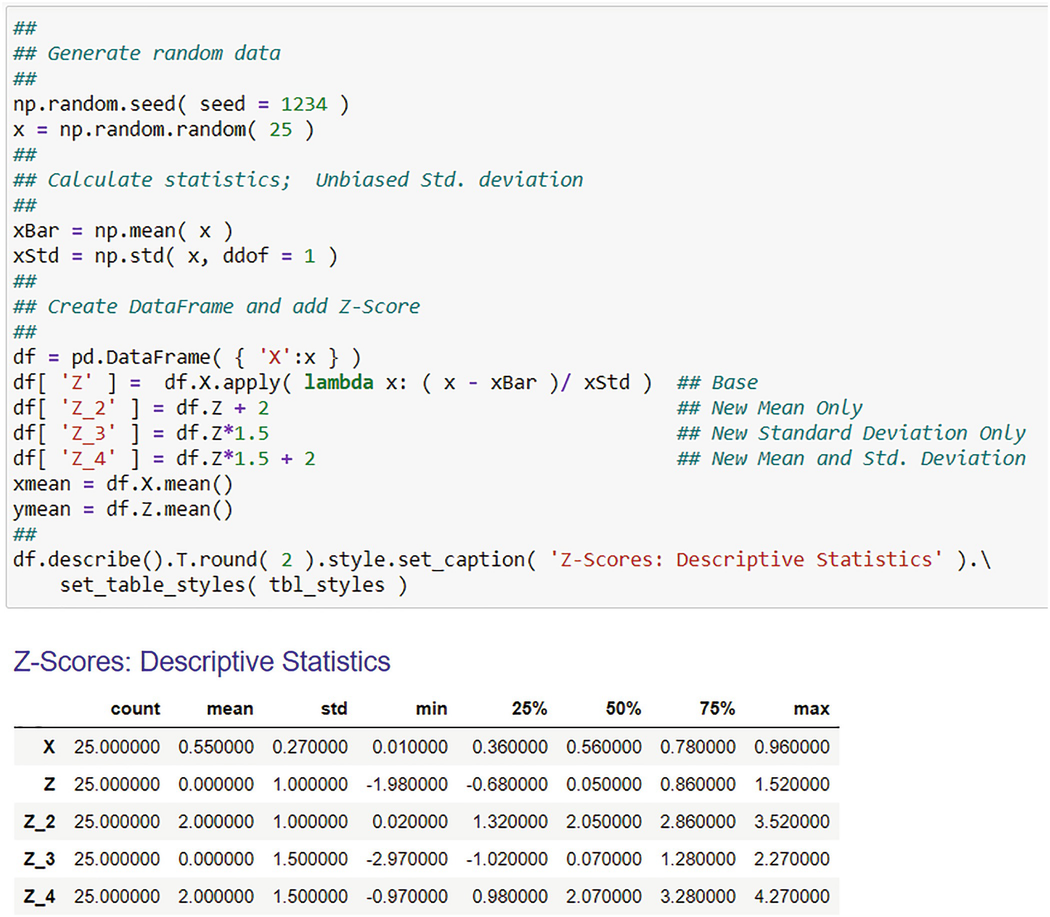 ##
## Generate random data
##
np.random.seed( seed = 1234 )
x = np.random.random( 25 )
##
## Calculate statistics;  Unbiased Std. deviation
##
xBar = np.mean( x )
xStd = np.std( x, ddof = 1 )
##
## Create DataFrame and add Z-Score
##
df = pd.DataFrame( { 'X':x } )
df[ 'Z' ] =  df.X.apply( lambda x: ( x - xBar )/ xStd )  ## Base
df[ 'Z_2' ] = df.Z + 2                                   ## New Mean Only
df[ 'Z_3' ] = df.Z*1.5                                   ## New Standard Deviation Only
df[ 'Z_4' ] = df.Z*1.5 + 2                               ## New Mean and Std. Deviation
xmean = df.X.mean()
ymean = df.Z.mean()
##
df.describe().T.round( 2 ).style.set_caption( 'Z-Scores: Descriptive Statistics' ).\
    set_table_styles( tbl_styles )
Z-Scores: Descriptive Statistics
count mean std min 25% 50% 75% max
X 25.000000 0.550000 0.270000 0.010000 0.360000 0.560000 0.780000 0.960000
Z 25.000000 0.000000 1.000000 -1.980000 -0.680000 0.050000 0.860000 1.520000
Z_2 25.000000 2.000000 1.000000 0.020000 1.320000 2.050000 2.860000 3.520000
Z_3 25.000000 0.000000 1.500000 -2.970000 -1.020000 0.070000 1.280000 2.270000
Z_4 25.000000 2.000000 1.500000 -0.970000 0.980000 2.070000 3.280000 4.270000